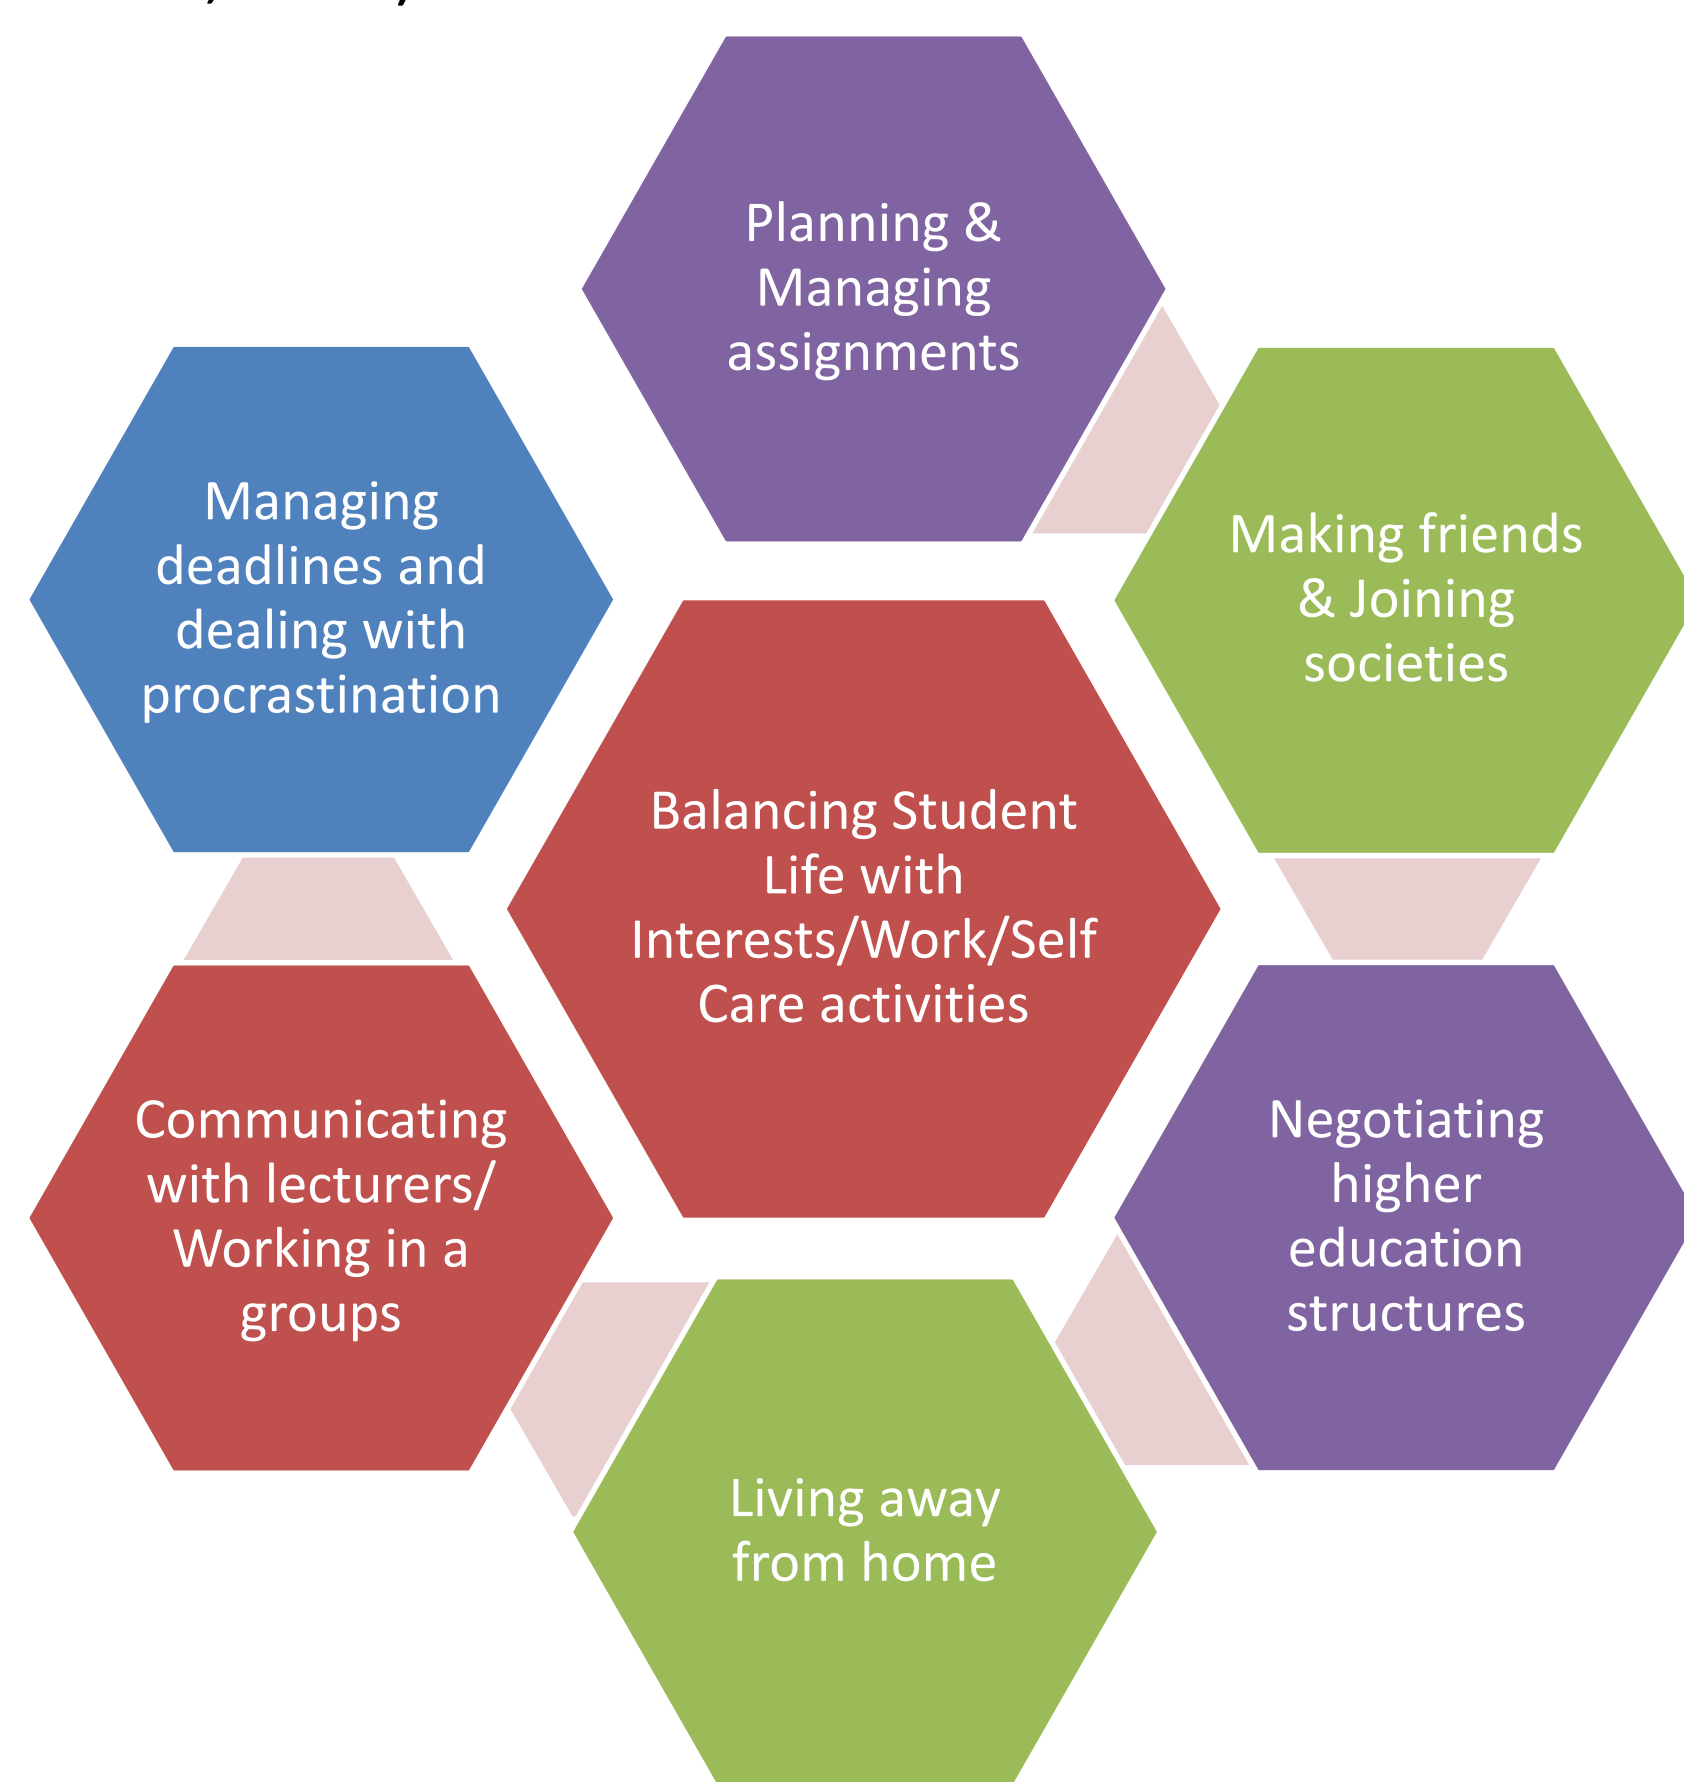 Planning &
Managing
assignments
Making friends
& Joining
societies
Managing
deadlines and
dealing with
procrastination
Balancing Student
Life with
Interests/Work/Self
Care activities
Negotiating
higher
education
structures
Communicating
with lecturers/
Working in a
groups
Living away
from home